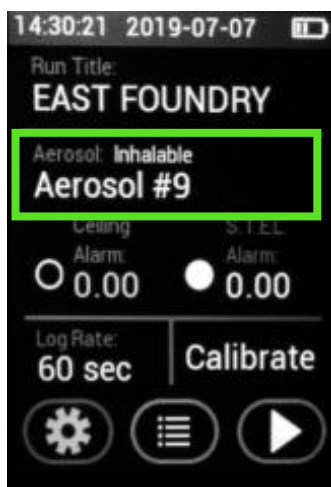 14:30:21 2019-07-07
Run Title:
EAST FOUNDRY
Aerosol: Inhalable
Aerosol #9
Ceiling S.T.E.L.
Alarm: Alarm:
0.00 0.00
Log Rate:
60 sec Calibrate